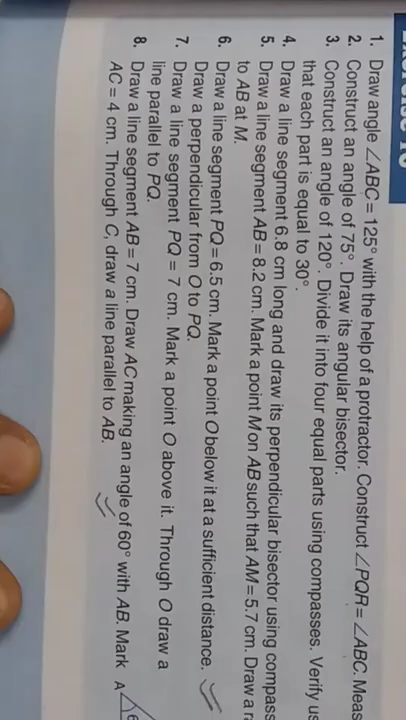 1. Draw angle ∠ABC = 125° with the help of a protractor. Construct ∠PQR = ∠ABC.
2. Construct an angle of 75°. Draw its angular bisector.
3. Construct an angle of 120°. Divide it into four equal parts using compasses. Verify
that each part is equal to 30°.
4. Draw a line segment 6.8 cm long and draw its perpendicular bisector using
5. Draw a line segment AB = 8.2 cm. Mark a point M on AB such that AM = 5.7 cm. Draw a
to AB at M.
6. Draw a line segment PQ = 6.5 cm. Mark a point O below it at a sufficient distance.
Draw a perpendicular from O to PQ.
7. Draw a line segment PQ = 7 cm. Mark a point O above it. Through O draw a
line parallel to PQ.
8. Draw a line segment AB = 7 cm. Draw AC making an angle of 60° with AB. Mark
AC = 4 cm. Through C, draw a line parallel to AB.
A